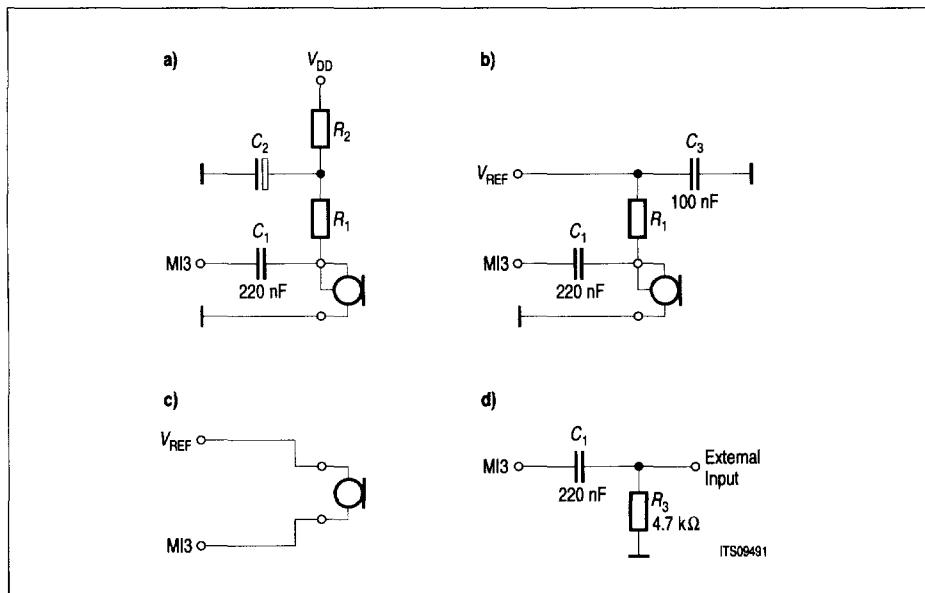 a)
V_DD
R_2
C_2
R_1
C_1
MI3
220 nF
b)
C_3
V_REF
100 nF
R_1
C_1
MI3
220 nF
c)
V_REF
MI3
d)
C_1
MI3
External
Input
220 nF
R_3
4.7 kΩ
ITS09491